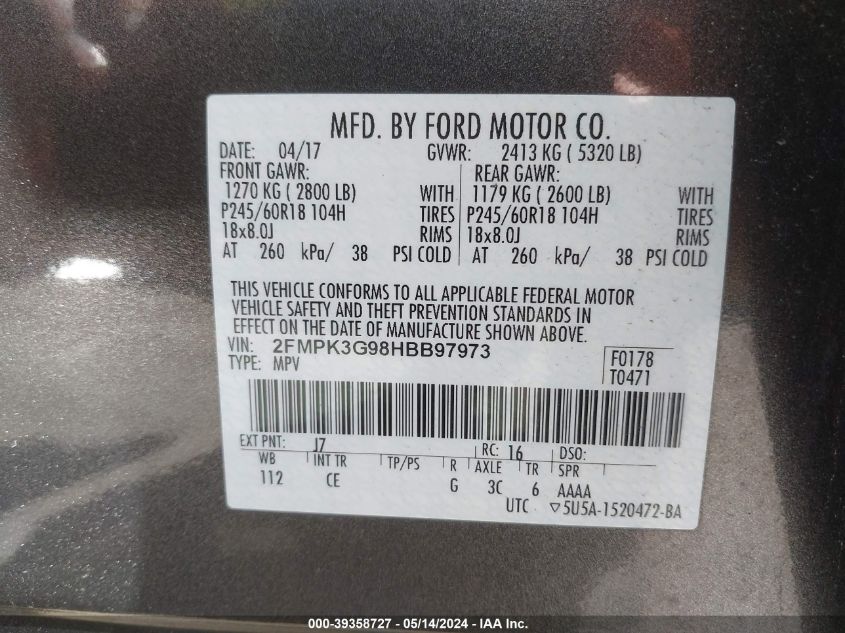 MFD. BY FORD MOTOR CO.
DATE: 04/17 GVWR: 2413 KG ( 5320 LB)
FRONT GAWR: REAR GAWR:
1270 KG ( 2800 LB) WITH 1179 KG ( 2600 LB) WITH
P245/60R18 104H TIRES P245/60R18 104H TIRES
18x8.0J RIMS 18x8.0J RIMS
AT 260 kPa/ 38 PSI COLD AT 260 kPa/ 38 PSI COLD
THIS VEHICLE CONFORMS TO ALL APPLICABLE FEDERAL MOTOR
VEHICLE SAFETY AND THEFT PREVENTION STANDARDS IN
EFFECT ON THE DATE OF MANUFACTURE SHOWN ABOVE.
VIN: 2FMPK3G98HBB97973 F0178
TYPE: MPV T0471
EXT PNT: J7 RC: 16 DSO:
WB INT TR TP/PS R AXLE TR SPR
112 CE G 3C 6 AAAA
UTC ▽5U5A-1520472-BA
000-39358727 - 05/14/2024 - IAA Inc.